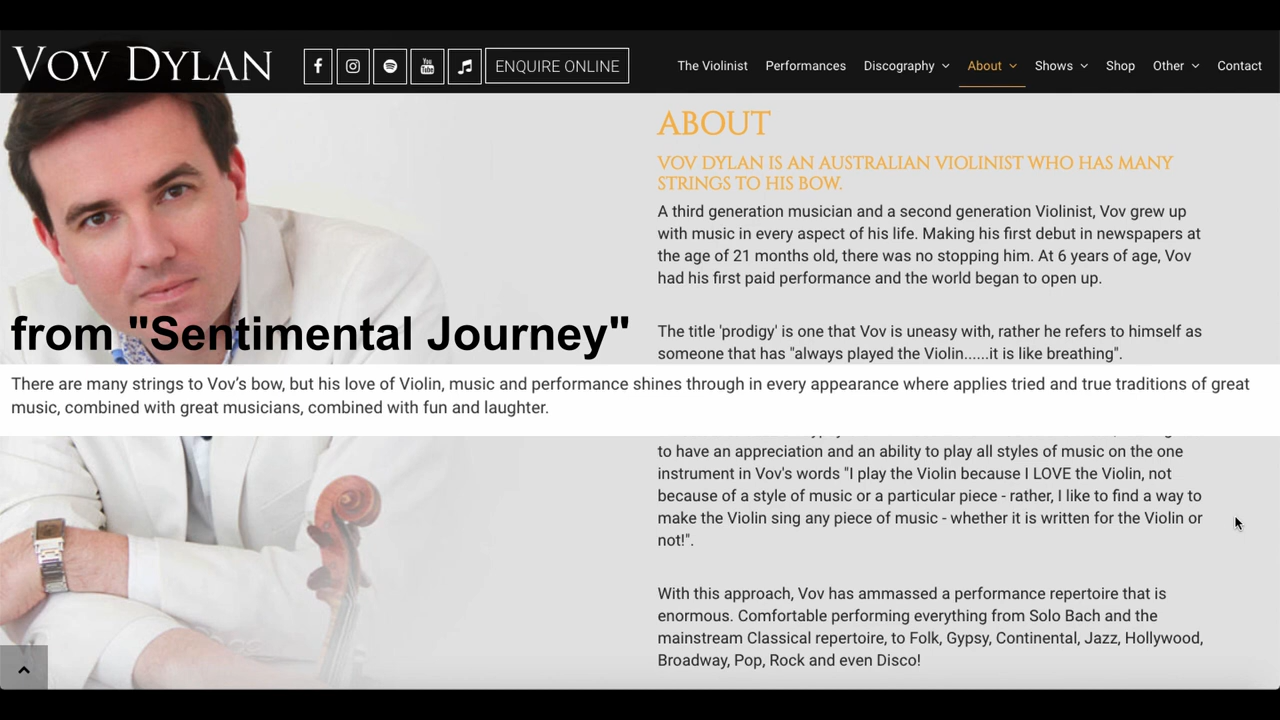 VOV DYLAN
You
Tube
ENQUIRE ONLINE
The Violinist Performances Discography About Shows Shop Other Contact
ABOUT
VOV DYLAN IS AN AUSTRALIAN VIOLINIST WHO HAS MANY
STRINGS TO HIS BOW.
A third generation musician and a second generation Violinist, Vov grew up
with music in every aspect of his life. Making his first debut in newspapers at
the age of 21 months old, there was no stopping him. At 6 years of age, Vov
had his first paid performance and the world began to open up.
The title 'prodigy' is one that Vov is uneasy with, rather he refers to himself as
someone that has "always played the Violin......it is like breathing".
from "Sentimental Journey"
There are many strings to Vov’s bow, but his love of Violin, music and performance shines through in every appearance where applies tried and true traditions of great
music, combined with great musicians, combined with fun and laughter.
to have an appreciation and an ability to play all styles of music on the one
instrument in Vov's words "I play the Violin because I LOVE the Violin, not
because of a style of music or a particular piece - rather, I like to find a way to
make the Violin sing any piece of music - whether it is written for the Violin or
not!".
With this approach, Vov has ammassed a performance repertoire that is
enormous. Comfortable performing everything from Solo Bach and the
mainstream Classical repertoire, to Folk, Gypsy, Continental, Jazz, Hollywood,
Broadway, Pop, Rock and even Disco!